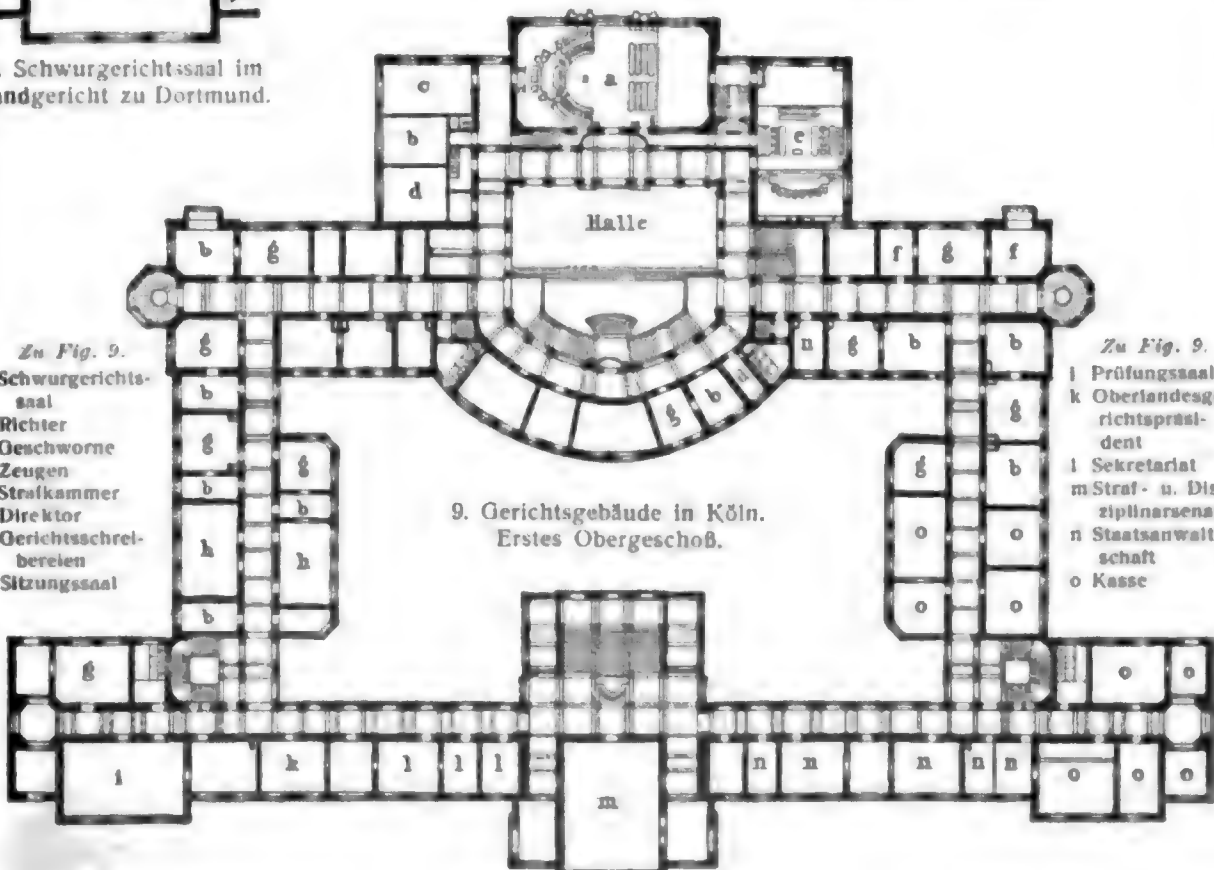 . Schwurgerichtssaal im
andgericht zu Dortmund.
a
c
b
d
e
Halle
b
g
f
g
f
g
n
g
b
b
Zu Fig. 9.
Schwurgerichts-
saal
Richter
Geschworne
Zeugen
Strafkammer
Direktor
Gerichtsschrei-
bereien
Sitzungssaal
b
g
b
h
b
g
b
h
g
b
d
9. Gerichtsgebäude in Köln.
Erstes Obergeschoß.
g
o
o
g
b
o
o
Zu Fig. 9.
i Prüfungssaal
k Oberlandesge
richtspräsi-
dent
l Sekretariat
m Straf- u. Dis
ziplinarsena
n Staatsanwalt
schaft
o Kasse
g
o
o
i
k
l
l
l
m
n
n
n
n
n
o
o
o